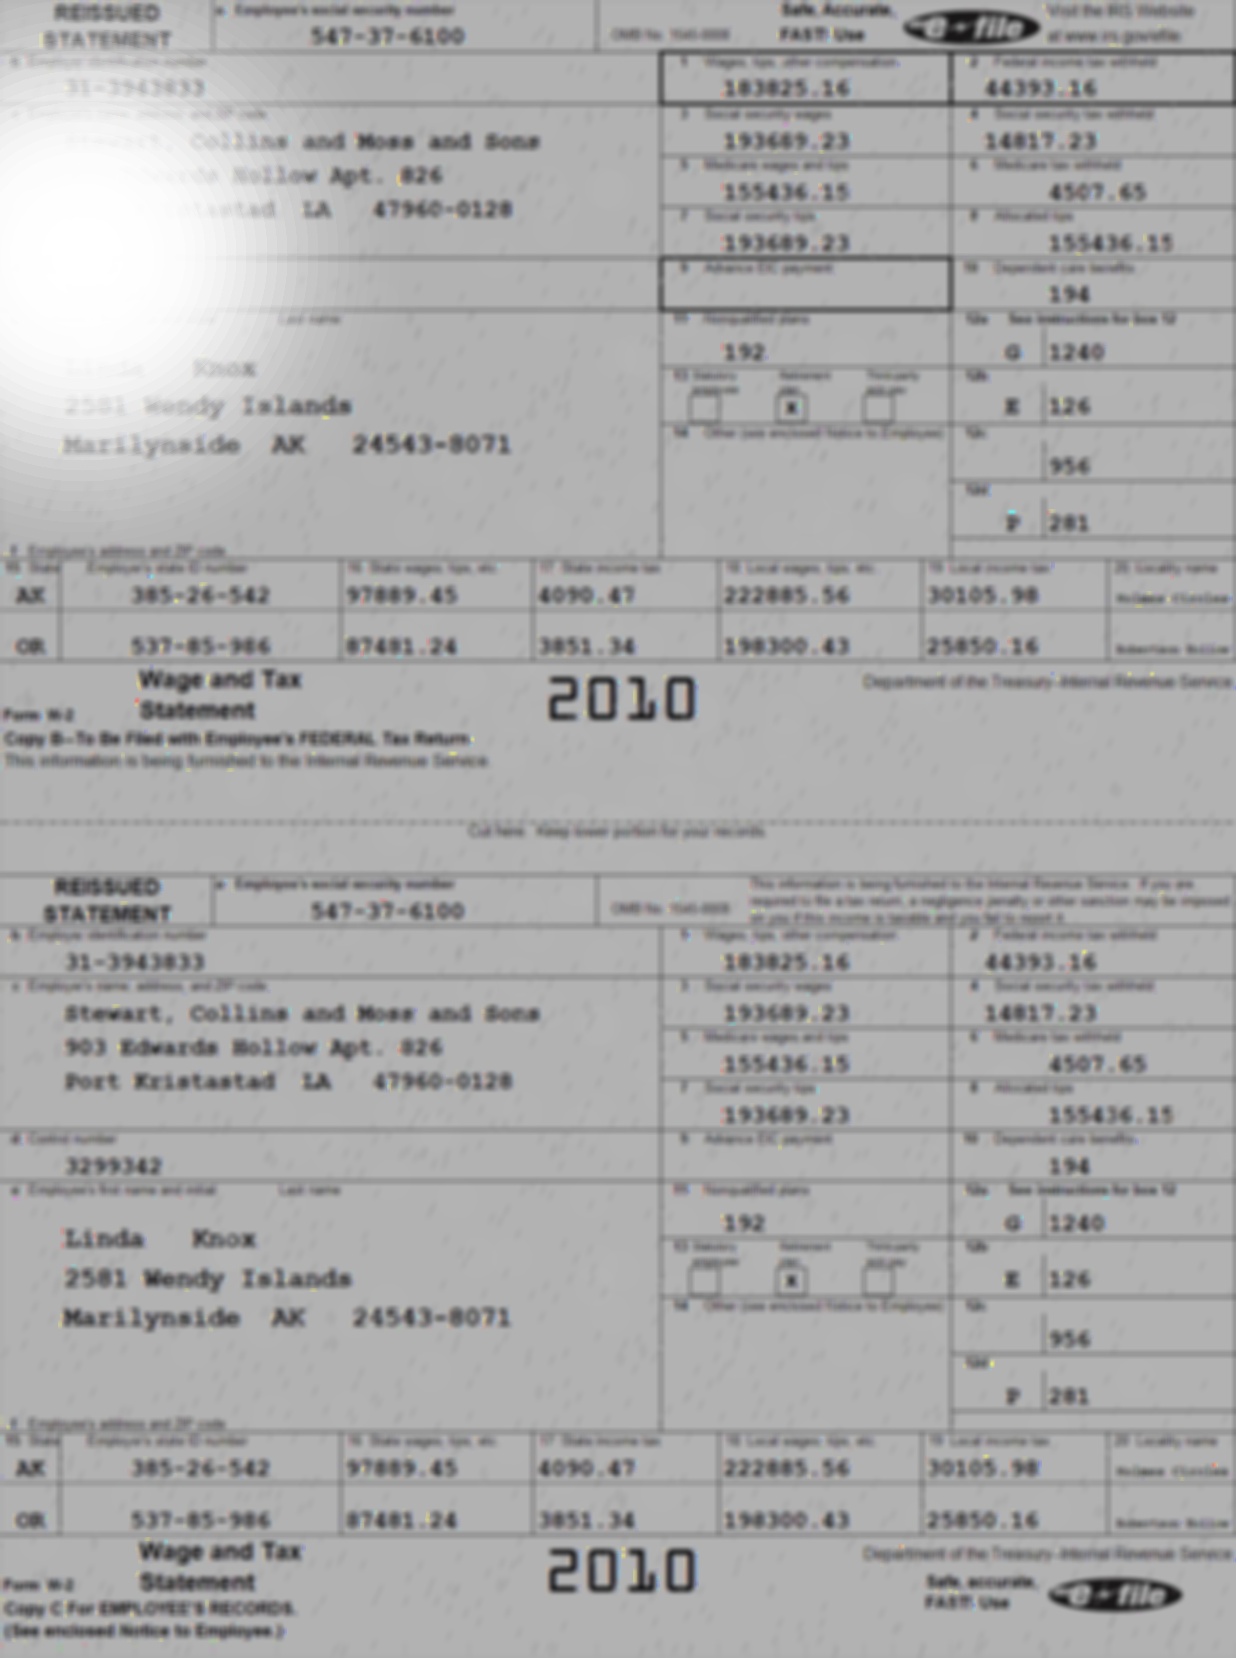 REISSUED STATEMENT
a Employee's social security number
547-37-6100
OMB No. 1545-0008
Safe, Accurate, FAST! Use
e-file
Visit the IRS Website at www.irs.gov/efile
b Employer identification number
31-3943833
1 Wages, tips, other compensation
183825.16
2 Federal income tax withheld
44393.16
3 Social security wages
193689.23
4 Social security tax withheld
14817.23
Collins and Moss and Sons
Hollow Apt. 826
LA 47960-0128
5 Medicare wages and tips
155436.15
6 Medicare tax withheld
4507.65
7 Social security tips
193689.23
8 Allocated tips
155436.15
9 Advance EIC payment
10 Dependent care benefits
194
Last name
Linda Knox
2581 Wendy Islands
Marilynside AK 24543-8071
11 Nonqualified plans
192
12a See instructions for box 12
G 1240
13 Statutory employee
Retirement plan
X
Third-party sick pay
12b
E 126
14 Other (see enclosed Notice to Employee)
12c
956
12d
P 281
f Employee's address and ZIP code
15 State
Employer's state ID number
16 State wages, tips, etc.
17 State income tax
18 Local wages, tips, etc.
19 Local income tax
20 Locality name
AK 385-26-542 97889.45 4090.47 222885.56 30105.98
OR 537-85-986 87481.24 3851.34 198300.43 25850.16
Form W-2
Wage and Tax Statement
2010
Department of the Treasury-Internal Revenue Service
Copy B--To Be Filed with Employee's FEDERAL Tax Return
This information is being furnished to the Internal Revenue Service.
Cut here. Keep lower portion for your records.
REISSUED STATEMENT
a Employee's social security number
547-37-6100
OMB No. 1545-0008
This information is being furnished to the Internal Revenue Service. If you are
required to file a tax return, a negligence penalty or other sanction may be imposed
on you if this income is taxable and you fail to report it.
b Employer identification number
31-3943833
1 Wages, tips, other compensation
183825.16
2 Federal income tax withheld
44393.16
c Employer's name, address, and ZIP code
Stewart, Collins and Moss and Sons
903 Edwards Hollow Apt. 826
Port Kristastad LA 47960-0128
3 Social security wages
193689.23
4 Social security tax withheld
14817.23
5 Medicare wages and tips
155436.15
6 Medicare tax withheld
4507.65
7 Social security tips
193689.23
8 Allocated tips
155436.15
d Control number
3299342
9 Advance EIC payment
10 Dependent care benefits
194
e Employee's first name and initial
Last name
Linda Knox
2581 Wendy Islands
Marilynside AK 24543-8071
11 Nonqualified plans
192
12a See instructions for box 12
G 1240
13 Statutory employee
Retirement plan
X
Third-party sick pay
12b
E 126
14 Other (see enclosed Notice to Employee)
12c
956
12d
P 281
f Employee's address and ZIP code
15 State
Employer's state ID number
16 State wages, tips, etc.
17 State income tax
18 Local wages, tips, etc.
19 Local income tax
20 Locality name
AK 385-26-542 97889.45 4090.47 222885.56 30105.98
OR 537-85-986 87481.24 3851.34 198300.43 25850.16
Form W-2
Wage and Tax Statement
2010
Department of the Treasury-Internal Revenue Service
Copy C For EMPLOYEE'S RECORDS.
(See enclosed Notice to Employee.)
Safe, accurate, FAST! Use
e-file